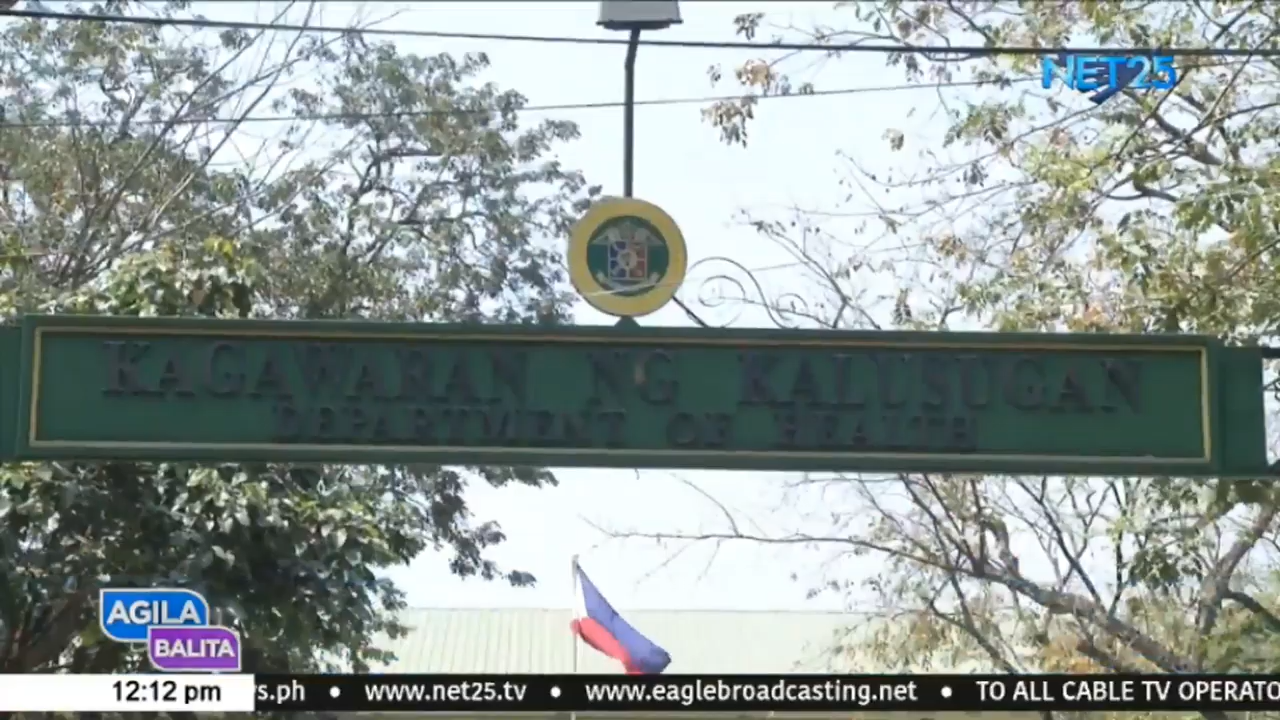 NET25
KAGAWARAN NG KALUSUGAN
DEPARTMENT OF HEALTH
AGILA
BALITA
12:12 pm
s.ph • www.net25.tv • www.eaglebroadcasting.net • TO ALL CABLE TV OPERATO